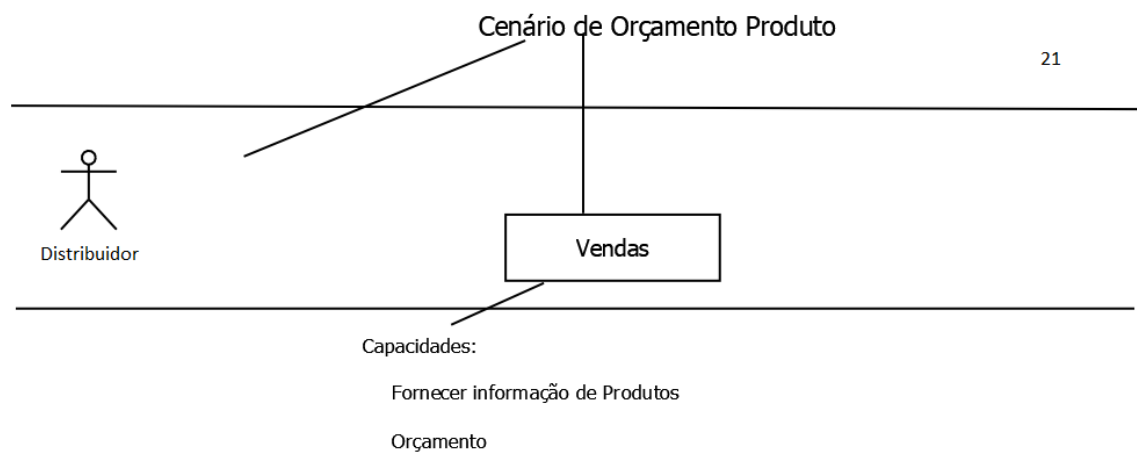 Cenário de Orçamento Produto
21
Distribuidor
Vendas
Capacidades:
Fornecer informação de Produtos
Orçamento